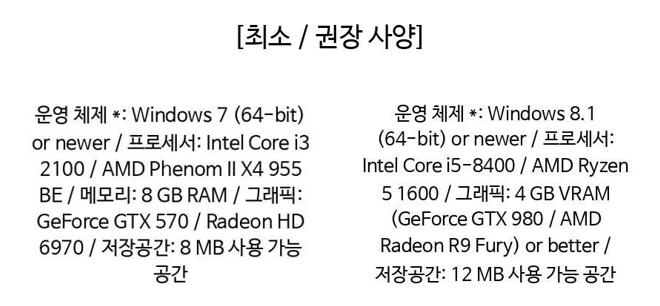 [최소 / 권장 사양]
운영 체제 *: Windows 7 (64-bit)
or newer / 프로세서: Intel Core i3
2100 / AMD Phenom II X4 955
BE / 메모리: 8 GB RAM / 그래픽:
GeForce GTX 570 / Radeon HD
6970 / 저장공간: 8 MB 사용 가능
공간
운영 체제 *: Windows 8.1
(64-bit) or newer / 프로세서:
Intel Core i5-8400 / AMD Ryzen
5 1600 / 그래픽: 4 GB VRAM
(GeForce GTX 980 / AMD
Radeon R9 Fury) or better /
저장공간: 12 MB 사용 가능 공간